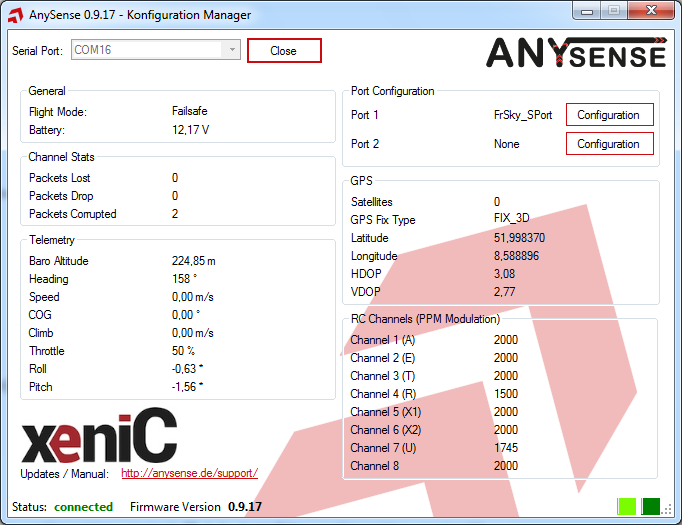 AnySense 0.9.17 - Konfiguration Manager
Serial Port: COM16 Close
ANYSENSE
General
Flight Mode: Failsafe
Battery: 12,17 V
Channel Stats
Packets Lost 0
Packets Drop 0
Packets Corrupted 2
Telemetry
Baro Altitude 224,85 m
Heading 158 °
Speed 0,00 m/s
COG 0,00 °
Climb 0,00 m/s
Throttle 50 %
Roll -0,63 °
Pitch -1,56 °
Port Configuration
Port 1 FrSky_SPort Configuration
Port 2 None Configuration
GPS
Satellites 0
GPS Fix Type FIX_3D
Latitude 51,998370
Longitude 8,588896
HDOP 3,08
VDOP 2,77
RC Channels (PPM Modulation)
Channel 1 (A) 2000
Channel 2 (E) 2000
Channel 3 (T) 2000
Channel 4 (R) 1500
Channel 5 (X1) 2000
Channel 6 (X2) 2000
Channel 7 (U) 1745
Channel 8 2000
xeniC
Updates / Manual: http://anysense.de/support/
Status: connected Firmware Version 0.9.17